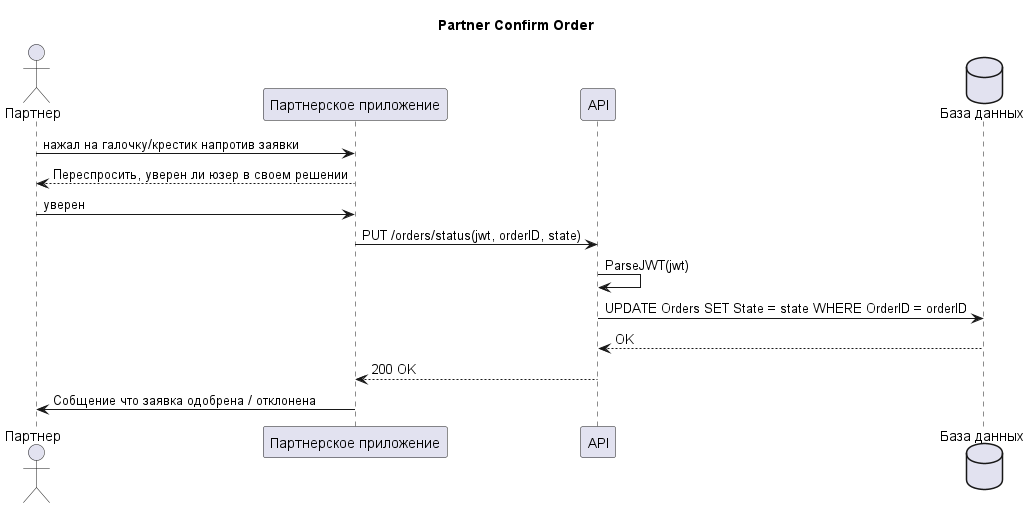 Partner Confirm Order
Партнер
Партнерское приложение
API
База данных
нажал на галочку/крестик напротив заявки
Переспросить, уверен ли юзер в своем решении
уверен
PUT /orders/status(jwt, orderID, state)
ParseJWT(jwt)
UPDATE Orders SET State = state WHERE OrderID = orderID
OK
200 OK
Собщение что заявка одобрена / отклонена
Партнер
Партнерское приложение
API
База данных